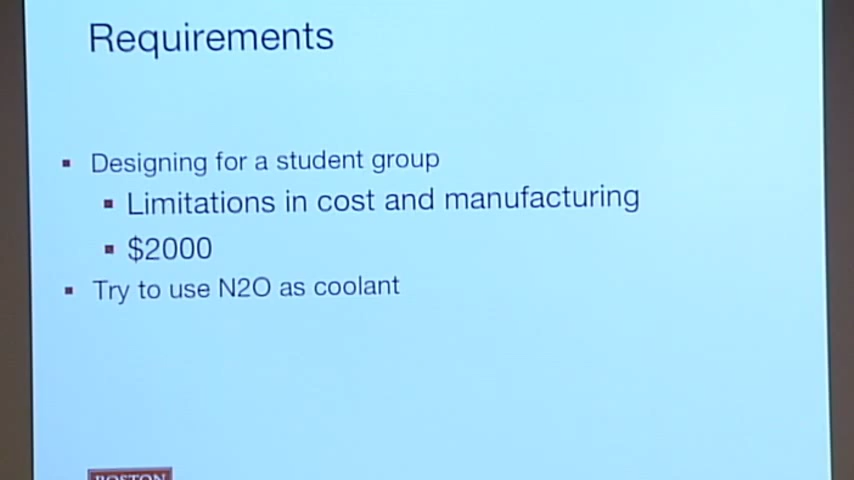 Requirements
Designing for a student group
Limitations in cost and manufacturing
$2000
Try to use N2O as coolant
BOSTON